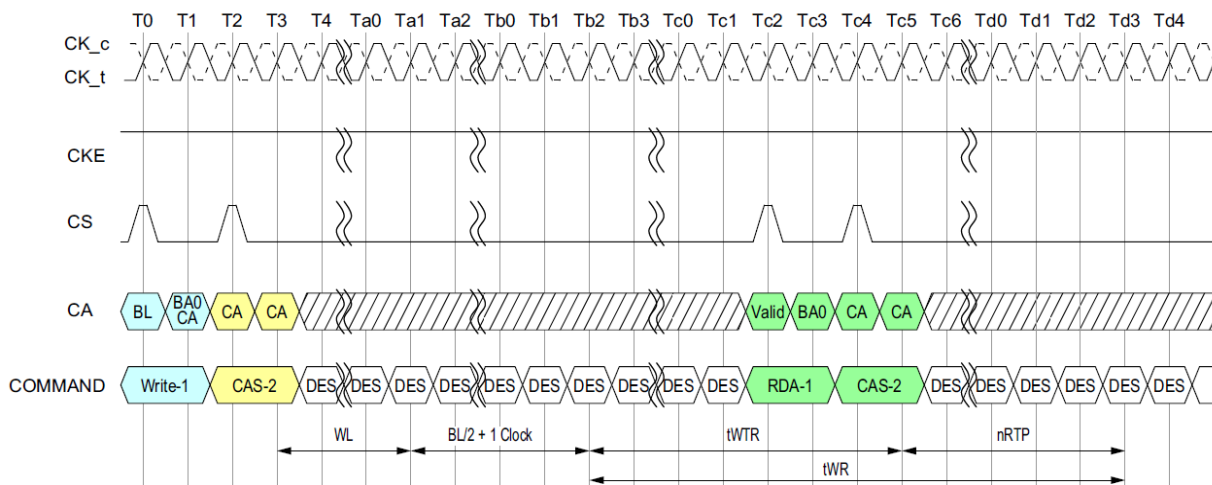 T0 T1 T2 T3 T4 Ta0 Ta1 Ta2 Tb0 Tb1 Tb2 Tb3 Tc0 Tc1 Tc2 Tc3 Tc4 Tc5 Tc6 Td0 Td1 Td2 Td3 Td4
CK_c
CK_t
CKE
CS
CA BL BA0 CA CA CA Valid BA0 CA CA
COMMAND Write-1 CAS-2 DES DES DES DES DES DES DES DES DES DES RDA-1 CAS-2 DES DES DES DES DES DES
WL BL/2 + 1 Clock tWTR nRTP
tWR